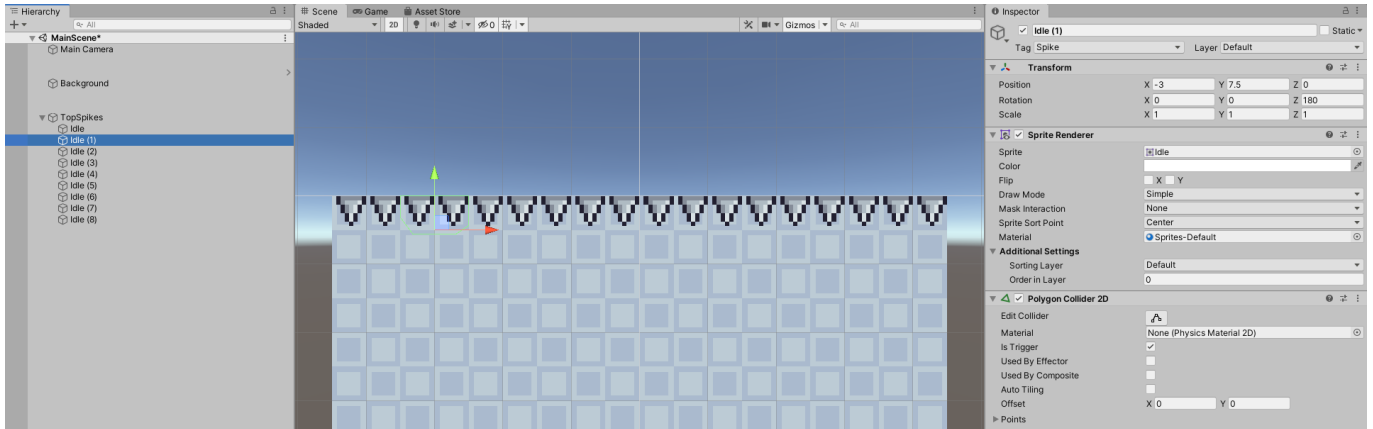 Hierarchy
All
MainScene*
Main Camera
Background
TopSpikes
Idle
Idle (1)
Idle (2)
Idle (3)
Idle (4)
Idle (5)
Idle (6)
Idle (7)
Idle (8)
Scene Game Asset Store
Shaded 2D 0 Gizmos All
Inspector
Idle (1) Static
Tag Spike Layer Default
Transform
Position X -3 Y 7.5 Z 0
Rotation X 0 Y 0 Z 180
Scale X 1 Y 1 Z 1
Sprite Renderer
Sprite Idle
Color
Flip X Y
Draw Mode Simple
Mask Interaction None
Sprite Sort Point Center
Material Sprites-Default
Additional Settings
Sorting Layer Default
Order in Layer 0
Polygon Collider 2D
Edit Collider
Material None (Physics Material 2D)
Is Trigger
Used By Effector
Used By Composite
Auto Tiling
Offset X 0 Y 0
Points